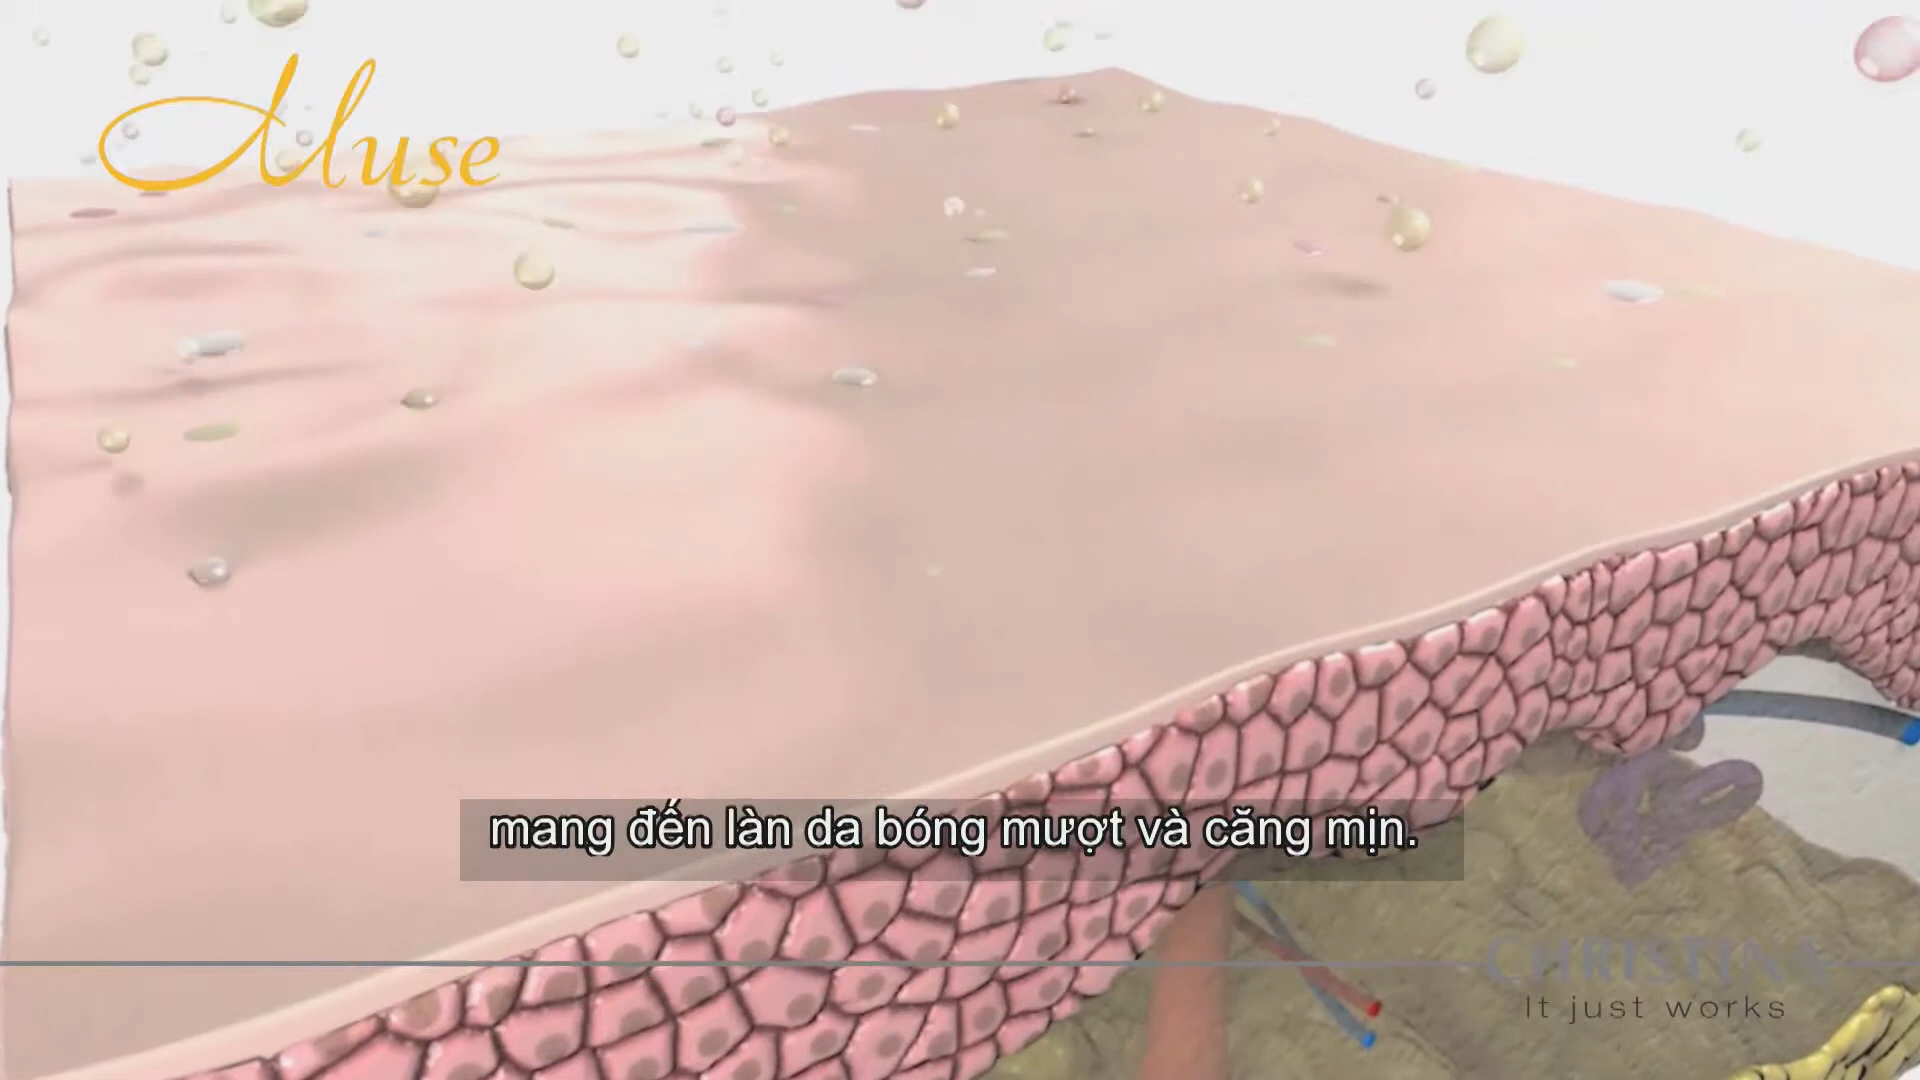 Muse
mang đến làn da bóng mượt và căng mịn.
CHRISTINA
It just works